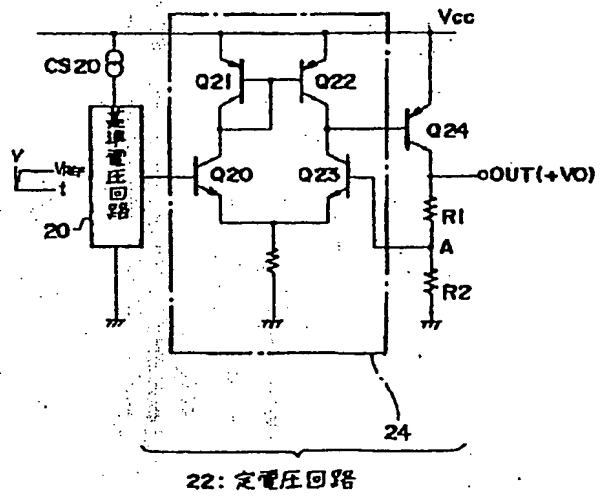 Vcc
CS20
Q21
Q22
Q24
基準電圧回路
V
VREF
t
Q20
Q23
OUT(+VO)
R1
A
R2
20
24
22: 定電圧回路